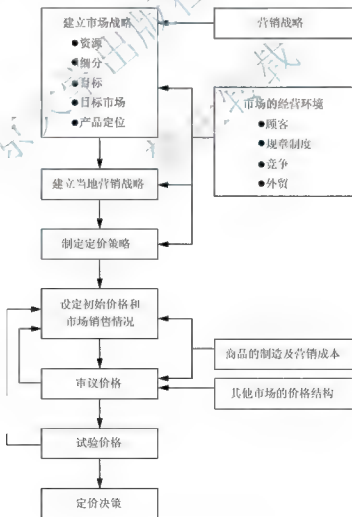 建立市场战略
●资源
●细分
●目标
●目标市场
●产品定位
营销战略
市场的经营环境
●顾客
●规章制度
●竞争
●外贸
建立当地营销战略
制定定价策略
设定初始价格和
市场销售情况
商品的制造及营销成本
审议价格
其他市场的价格结构
试验价格
定价决策